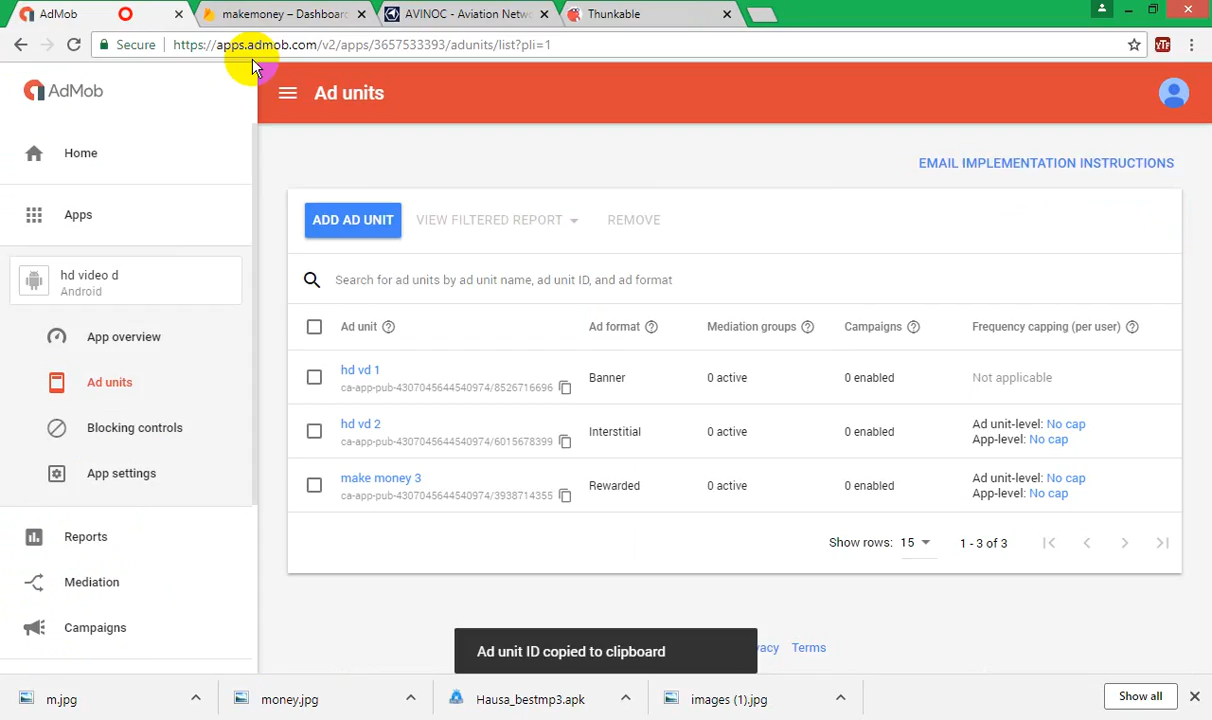 AdMob
makemoney – Dashboard
AVINOC - Aviation Netw
Thunkable
Secure
https://apps.admob.com/v2/apps/3657533393/adunits/list?pli=1
YTF
AdMob
Ad units
Home
EMAIL IMPLEMENTATION INSTRUCTIONS
Apps
ADD AD UNIT
VIEW FILTERED REPORT
REMOVE
hd video d
Android
Search for ad units by ad unit name, ad unit ID, and ad format
Ad unit
Ad format
Mediation groups
Campaigns
Frequency capping (per user)
App overview
hd vd 1
ca-app-pub-4307045644540974/8526716696
Banner
0 active
0 enabled
Not applicable
Ad units
hd vd 2
ca-app-pub-4307045644540974/6015678399
Interstitial
0 active
0 enabled
Ad unit-level: No cap
App-level: No cap
Blocking controls
make money 3
ca-app-pub-4307045644540974/3938714355
Rewarded
0 active
0 enabled
Ad unit-level: No cap
App-level: No cap
App settings
Reports
Show rows: 15
1 - 3 of 3
Mediation
Campaigns
Ad unit ID copied to clipboard
vacy
Terms
m.jpg
money.jpg
Hausa_bestmp3.apk
images (1).jpg
Show all